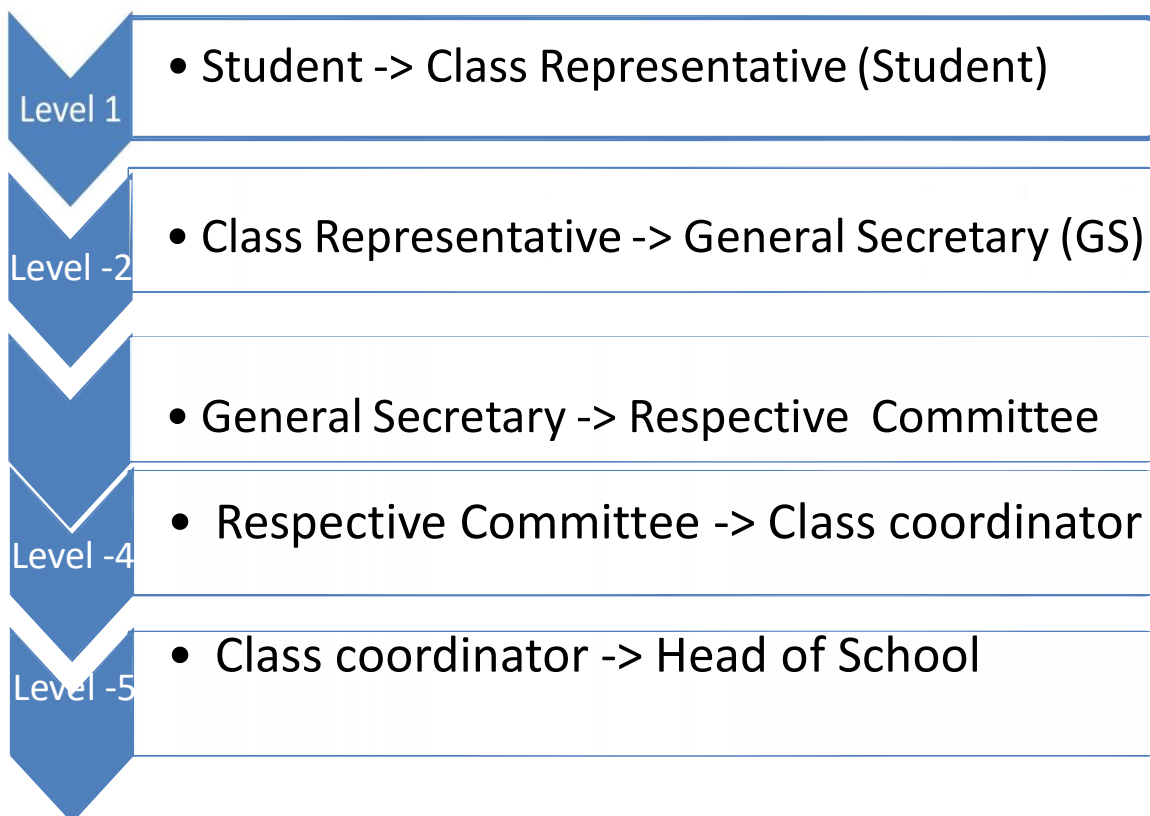 Level 1
• Student -> Class Representative (Student)
Level -2
• Class Representative -> General Secretary (GS)
• General Secretary -> Respective Committee
Level -4
• Respective Committee -> Class coordinator
Level -5
• Class coordinator -> Head of School